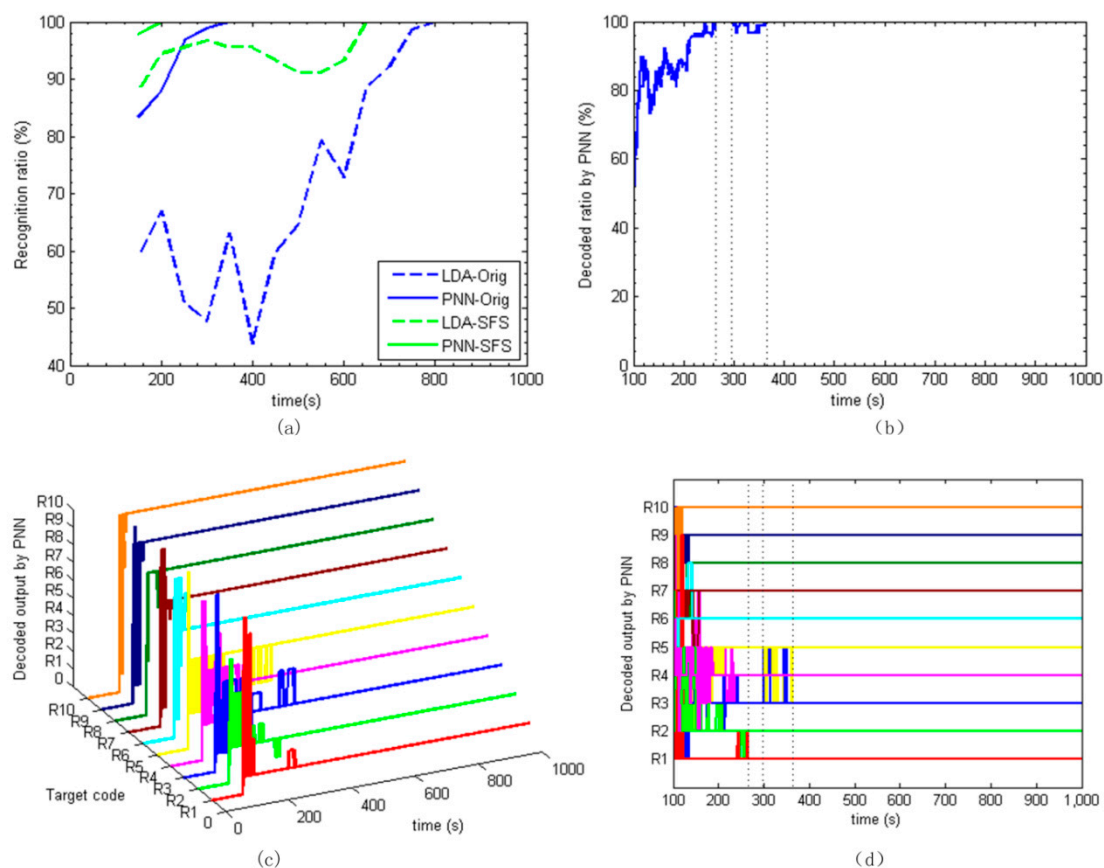 100
90
80
70
60
50
40
Recognition ratio (%)
LDA-Orig
PNN-Orig
LDA-SFS
PNN-SFS
0 200 400 600 800 1000
time(s)
(a)
100
80
60
40
20
0
Decoded ratio by PNN (%)
100 200 300 400 500 600 700 800 900 1000
time (s)
(b)
Decoded output by PNN
R10
R9
R8
R7
R6
R5
R4
R3
R2
R1
0
R10
R9
R8
R7
R6
R5
R4
R3
R2
R1
0
Target code
0
200
400
600
800
1000
time (s)
(c)
Decoded output by PNN
R10
R9
R8
R7
R6
R5
R4
R3
R2
R1
100 200 300 400 500 600 700 800 900 1,000
time (s)
(d)